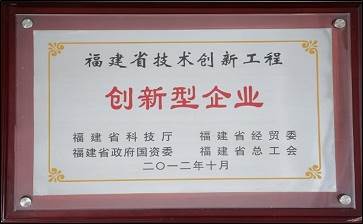 福建省技术创新工程
创新型企业
福建省科技厅 福建省经贸委
福建省政府国资委 福建省总工会
二〇一二年十月